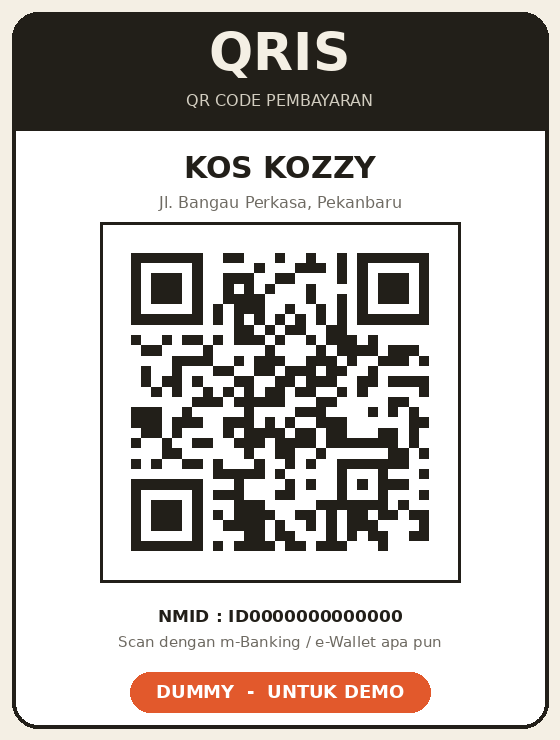 QRIS
QR CODE PEMBAYARAN
KOS KOZZY
Jl. Bangau Perkasa, Pekanbaru
NMID : ID0000000000000
Scan dengan m-Banking / e-Wallet apa pun
DUMMY - UNTUK DEMO